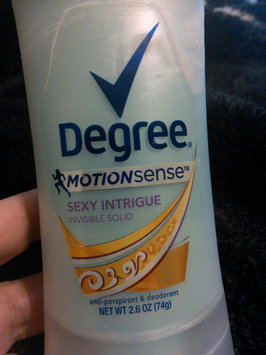 Degree®
MOTIONsense™
SEXY INTRIGUE
INVISIBLE SOLID
anti-perspirant & deodorant
NET WT 2.6 OZ (74g)